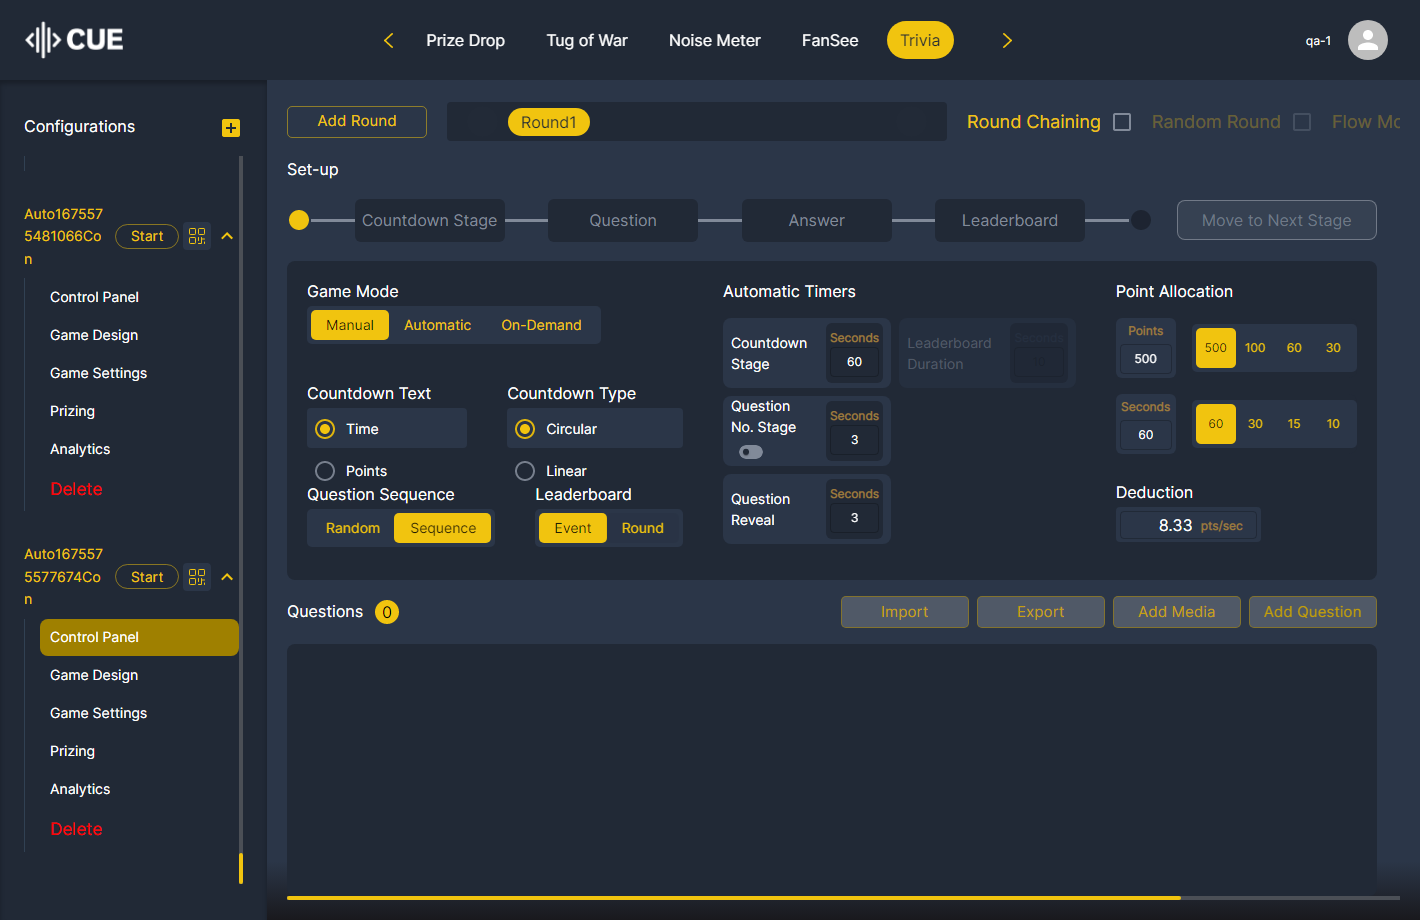 CUE
Prize Drop
Tug of War
Noise Meter
FanSee
Trivia
qa-1
Configurations
Auto167557
5481066Co
n
Start
Control Panel
Game Design
Game Settings
Prizing
Analytics
Delete
Auto167557
5577674Co
n
Start
Control Panel
Game Design
Game Settings
Prizing
Analytics
Delete
Add Round
Round1
Round Chaining
Random Round
Flow Mo
Set-up
Countdown Stage
Question
Answer
Leaderboard
Move to Next Stage
Game Mode
Manual
Automatic
On-Demand
Countdown Text
Time
Points
Countdown Type
Circular
Linear
Question Sequence
Random
Sequence
Leaderboard
Event
Round
Automatic Timers
Countdown
Stage
Seconds
60
Leaderboard
Duration
Seconds
Question
No. Stage
Seconds
3
Question
Reveal
Seconds
3
Point Allocation
Points
500
500
100
60
30
Seconds
60
60
30
15
10
Deduction
8.33 pts/sec
Questions 0
Import
Export
Add Media
Add Question